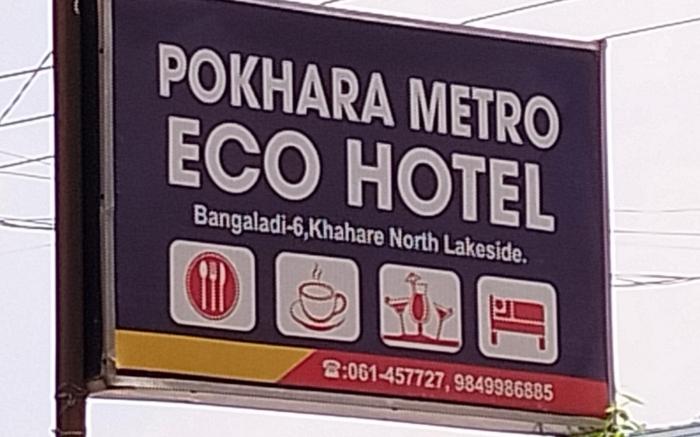 POKHARA METRO
ECO HOTEL
Bangaladi-6,Khahare North Lakeside.
☎:061-457727, 9849986885